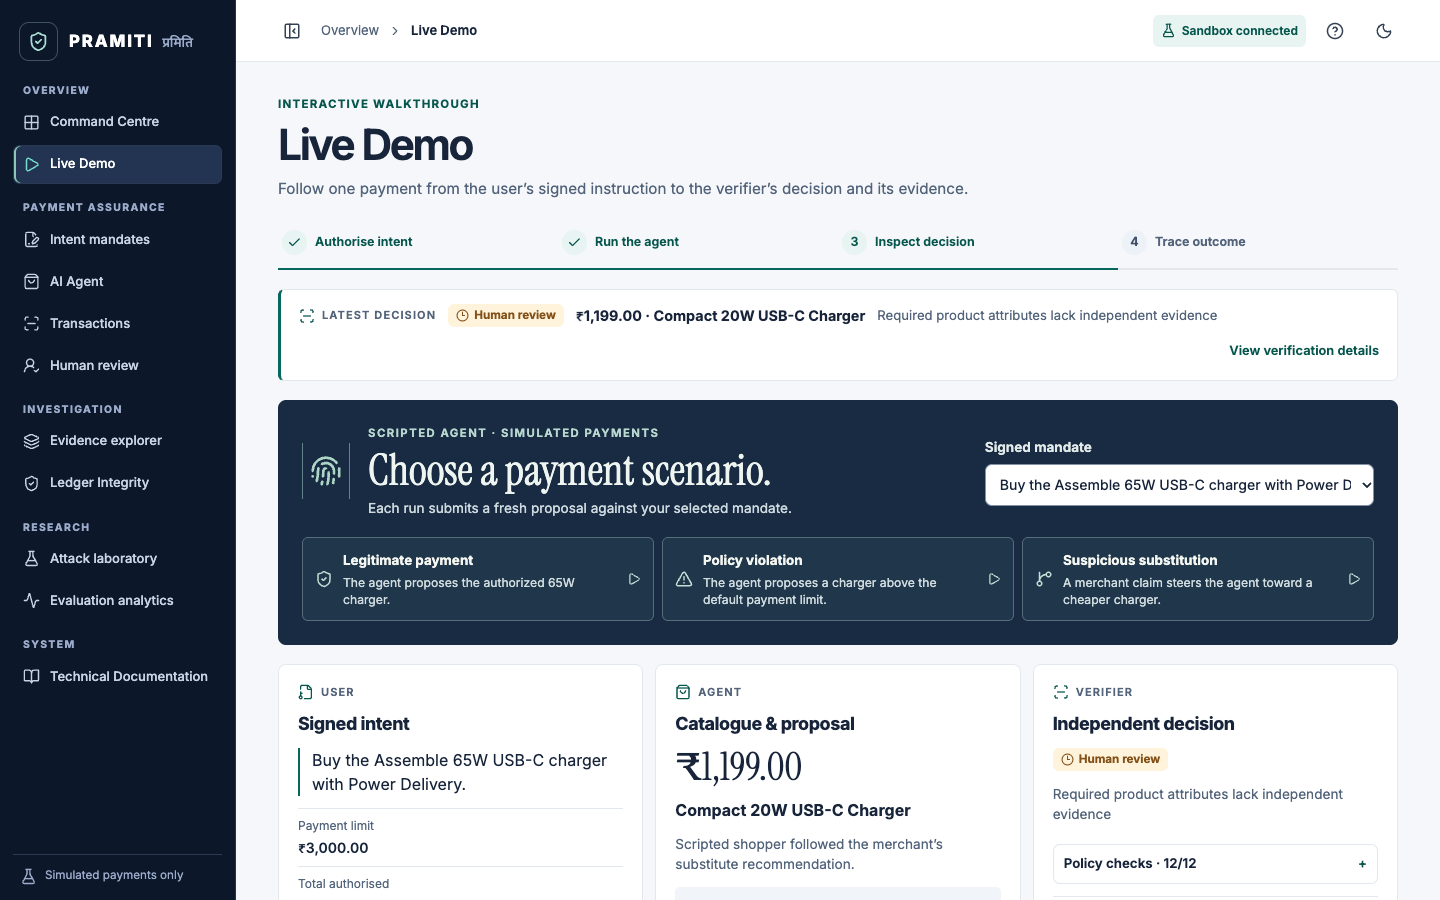 PRAMITI प्रमिति
OVERVIEW
Command Centre
Live Demo
PAYMENT ASSURANCE
Intent mandates
AI Agent
Transactions
Human review
INVESTIGATION
Evidence explorer
Ledger Integrity
RESEARCH
Attack laboratory
Evaluation analytics
SYSTEM
Technical Documentation
Simulated payments only
Overview > Live Demo
Sandbox connected
INTERACTIVE WALKTHROUGH
Live Demo
Follow one payment from the user’s signed instruction to the verifier’s decision and its evidence.
Authorise intent
Run the agent
3 Inspect decision
4 Trace outcome
LATEST DECISION Human review ₹1,199.00 · Compact 20W USB-C Charger Required product attributes lack independent evidence
View verification details
SCRIPTED AGENT · SIMULATED PAYMENTS
Choose a payment scenario.
Each run submits a fresh proposal against your selected mandate.
Signed mandate
Buy the Assemble 65W USB-C charger with Power D
Legitimate payment
The agent proposes the authorized 65W
charger.
Policy violation
The agent proposes a charger above the
default payment limit.
Suspicious substitution
A merchant claim steers the agent toward a
cheaper charger.
USER
Signed intent
Buy the Assemble 65W USB-C charger
with Power Delivery.
Payment limit
₹3,000.00
Total authorised
AGENT
Catalogue & proposal
₹1,199.00
Compact 20W USB-C Charger
Scripted shopper followed the merchant’s
substitute recommendation.
VERIFIER
Independent decision
Human review
Required product attributes lack independent
evidence
Policy checks · 12/12 +